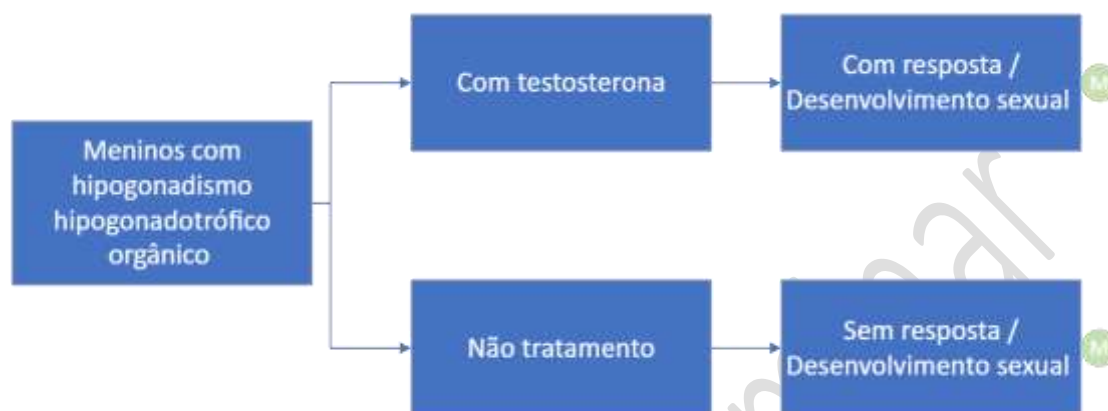 Com testosterona
Com resposta /
Desenvolvimento sexual
M
Meninos com
hipogonadismo
hipogonadotrófico
orgânico
Não tratamento
Sem resposta /
Desenvolvimento sexual
M